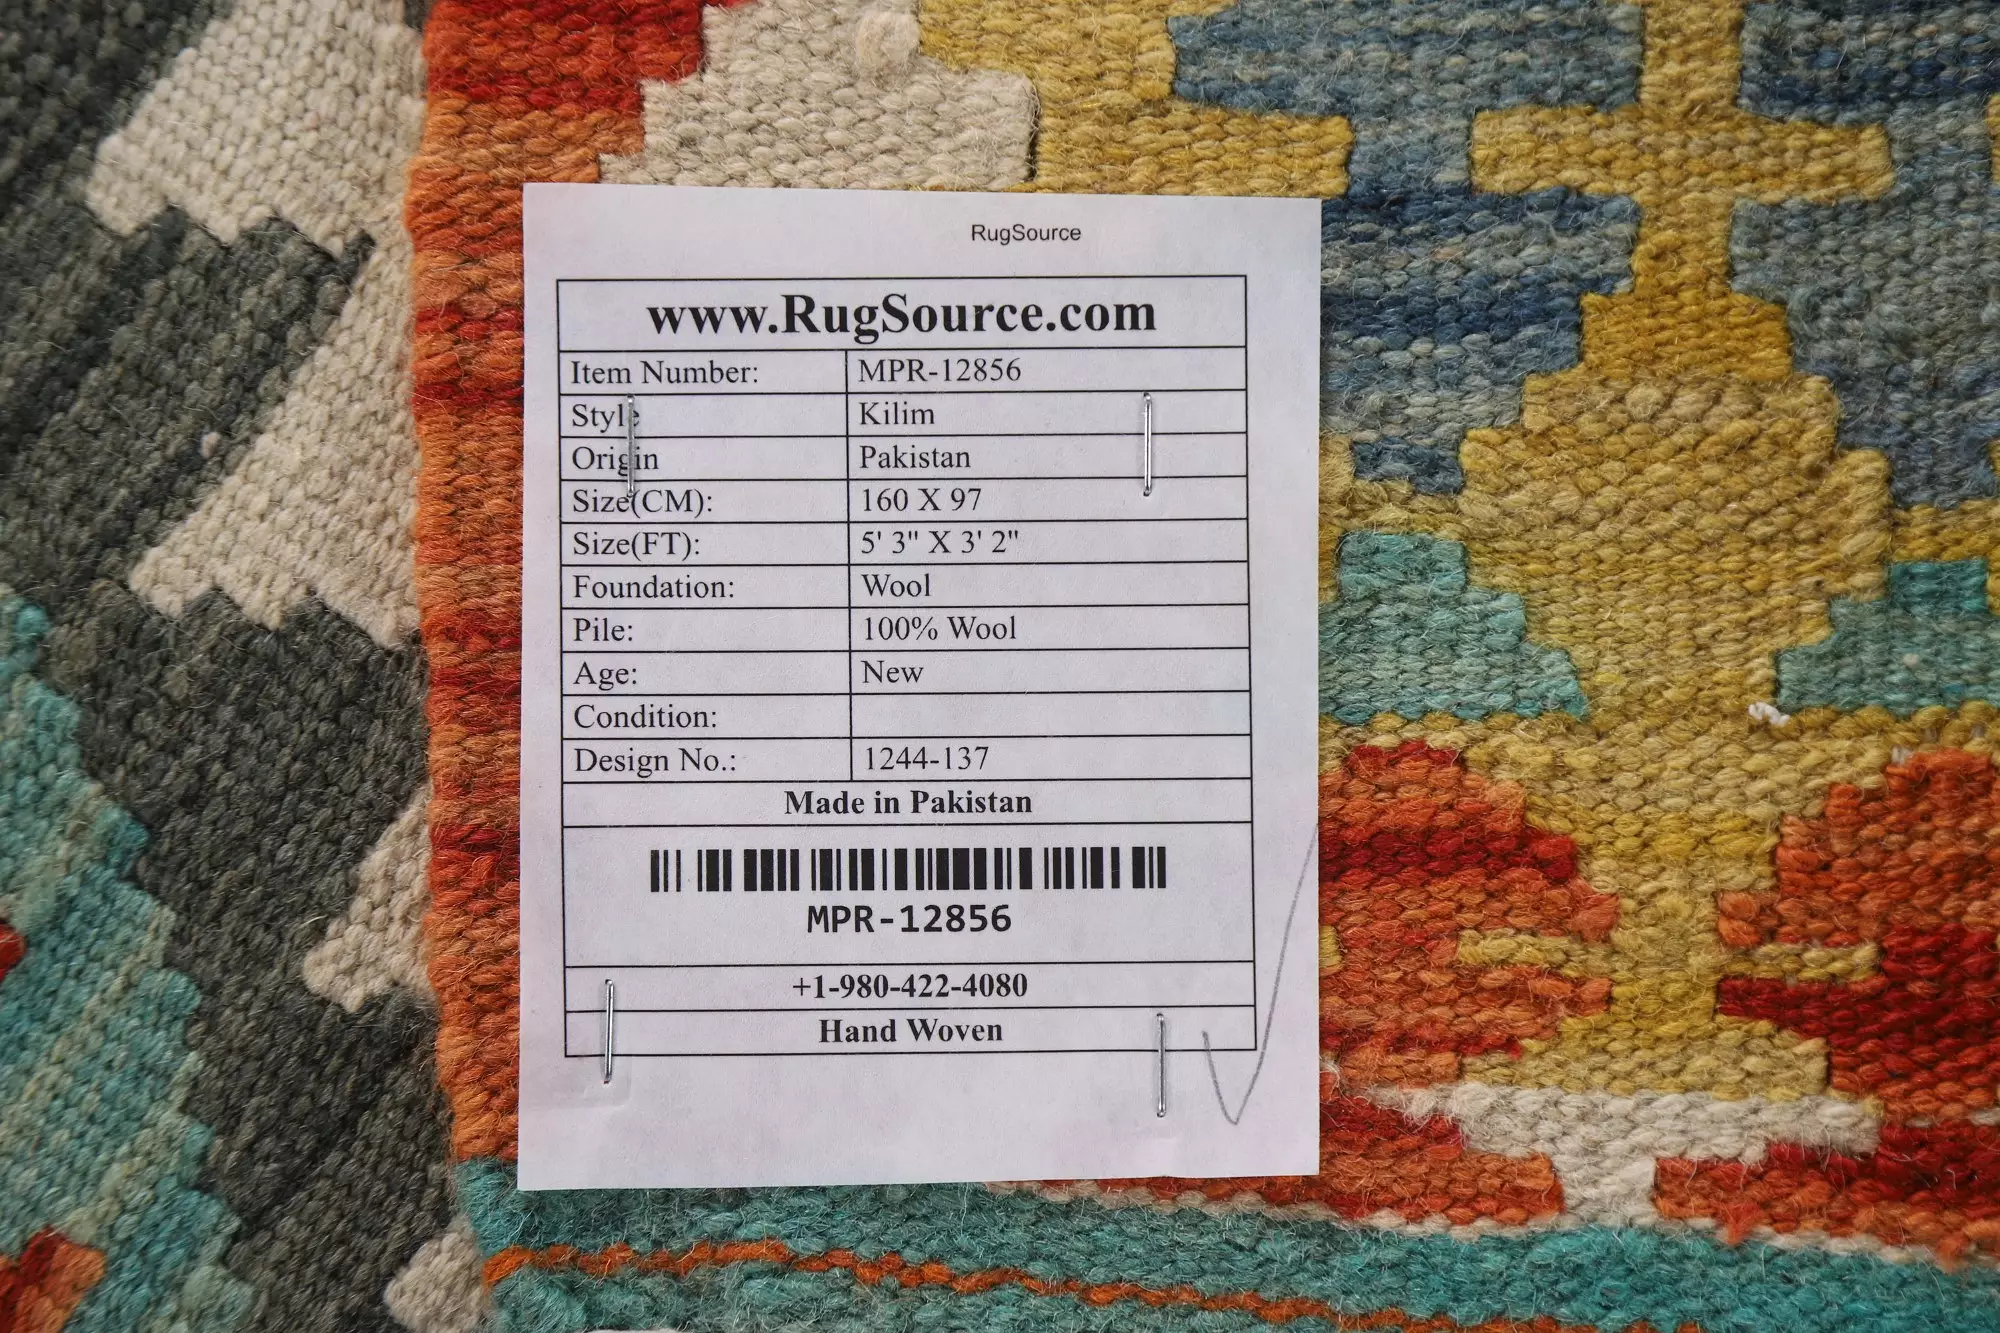 RugSource
www.RugSource.com
Item Number: MPR-12856
Style Kilim
Origin Pakistan
Size(CM): 160 X 97
Size(FT): 5' 3" X 3' 2"
Foundation: Wool
Pile: 100% Wool
Age: New
Condition:
Design No.: 1244-137
Made in Pakistan
MPR-12856
+1-980-422-4080
Hand Woven